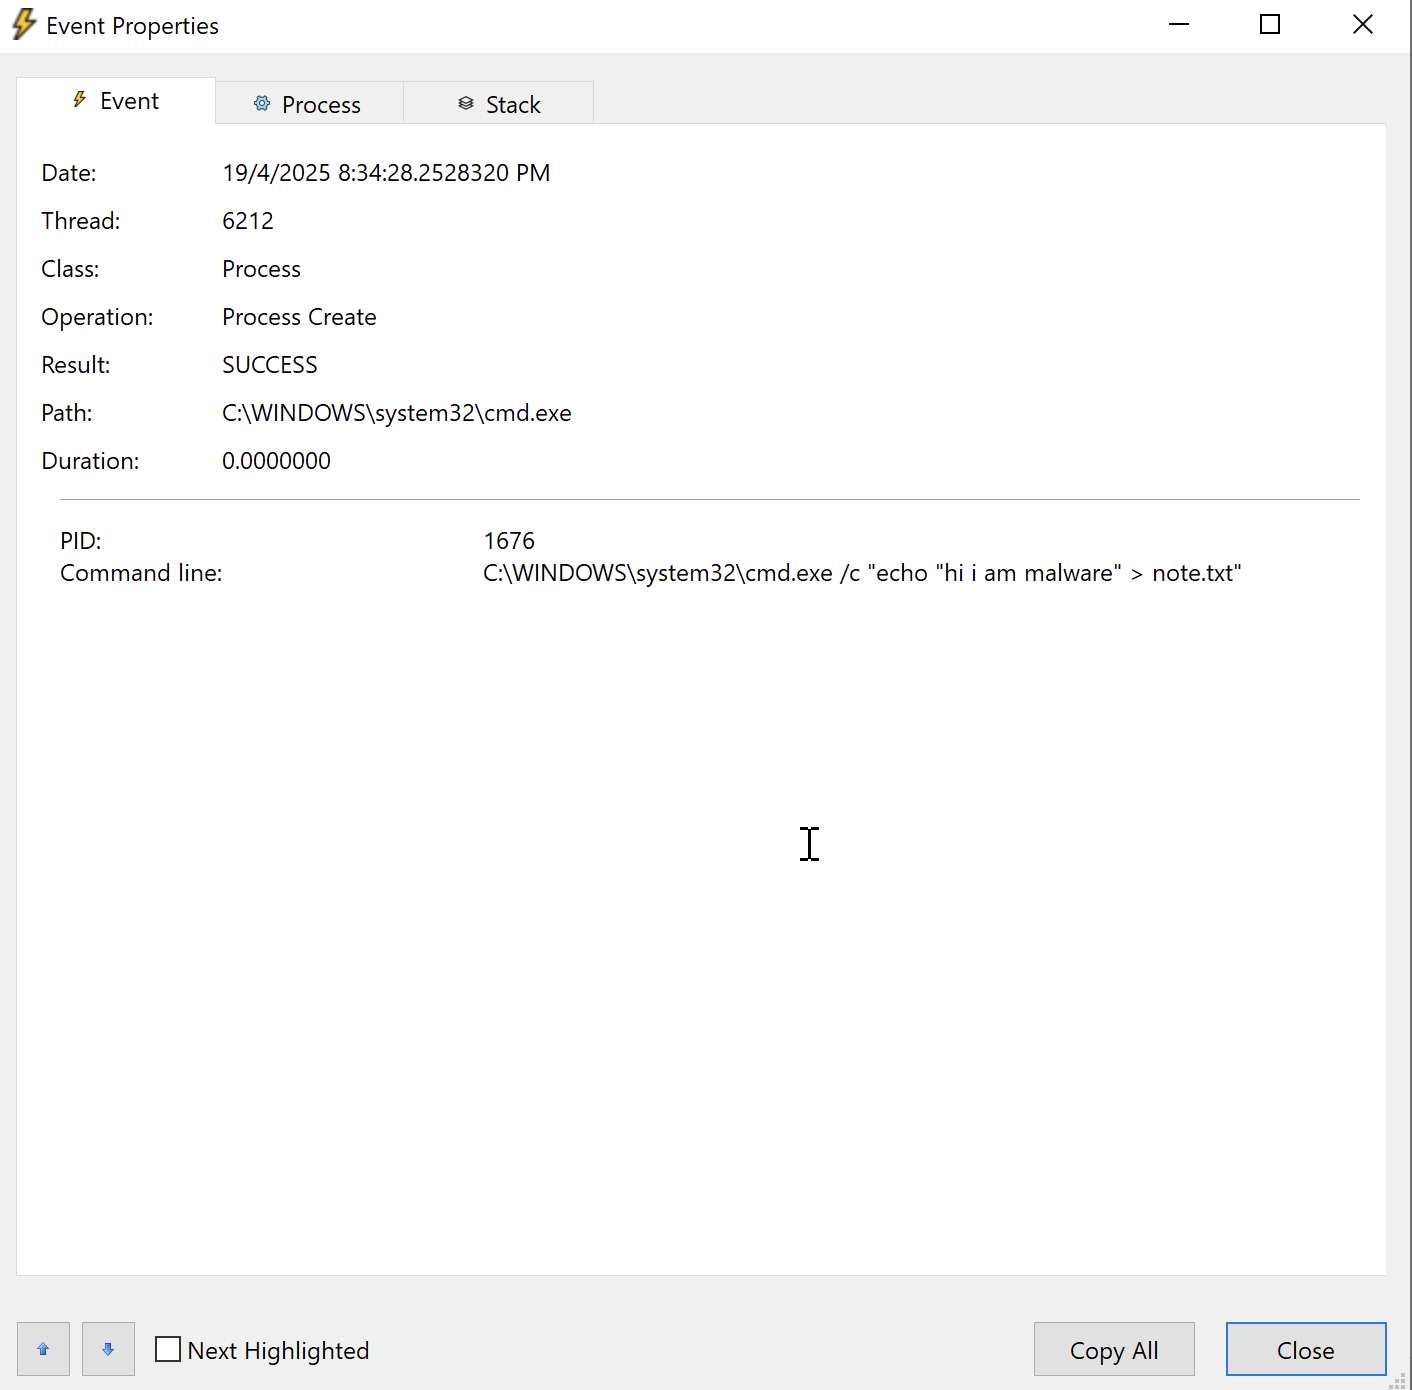 Event Properties
Event Process Stack
Date: 19/4/2025 8:34:28.2528320 PM
Thread: 6212
Class: Process
Operation: Process Create
Result: SUCCESS
Path: C:\WINDOWS\system32\cmd.exe
Duration: 0.0000000
PID: 1676
Command line: C:\WINDOWS\system32\cmd.exe /c "echo "hi i am malware" > note.txt"
Next Highlighted Copy All Close